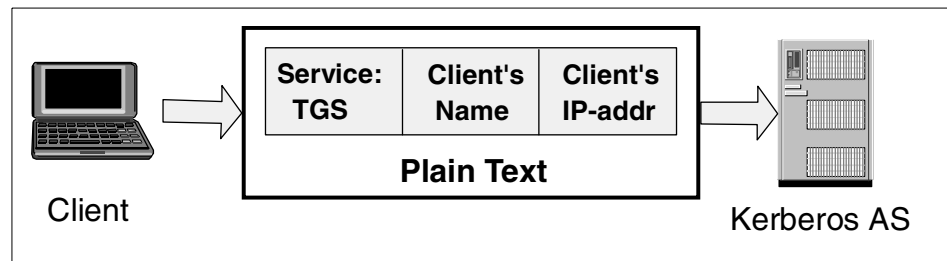 Service: TGS
Client's Name
Client's IP-addr
Plain Text
Client
Kerberos AS